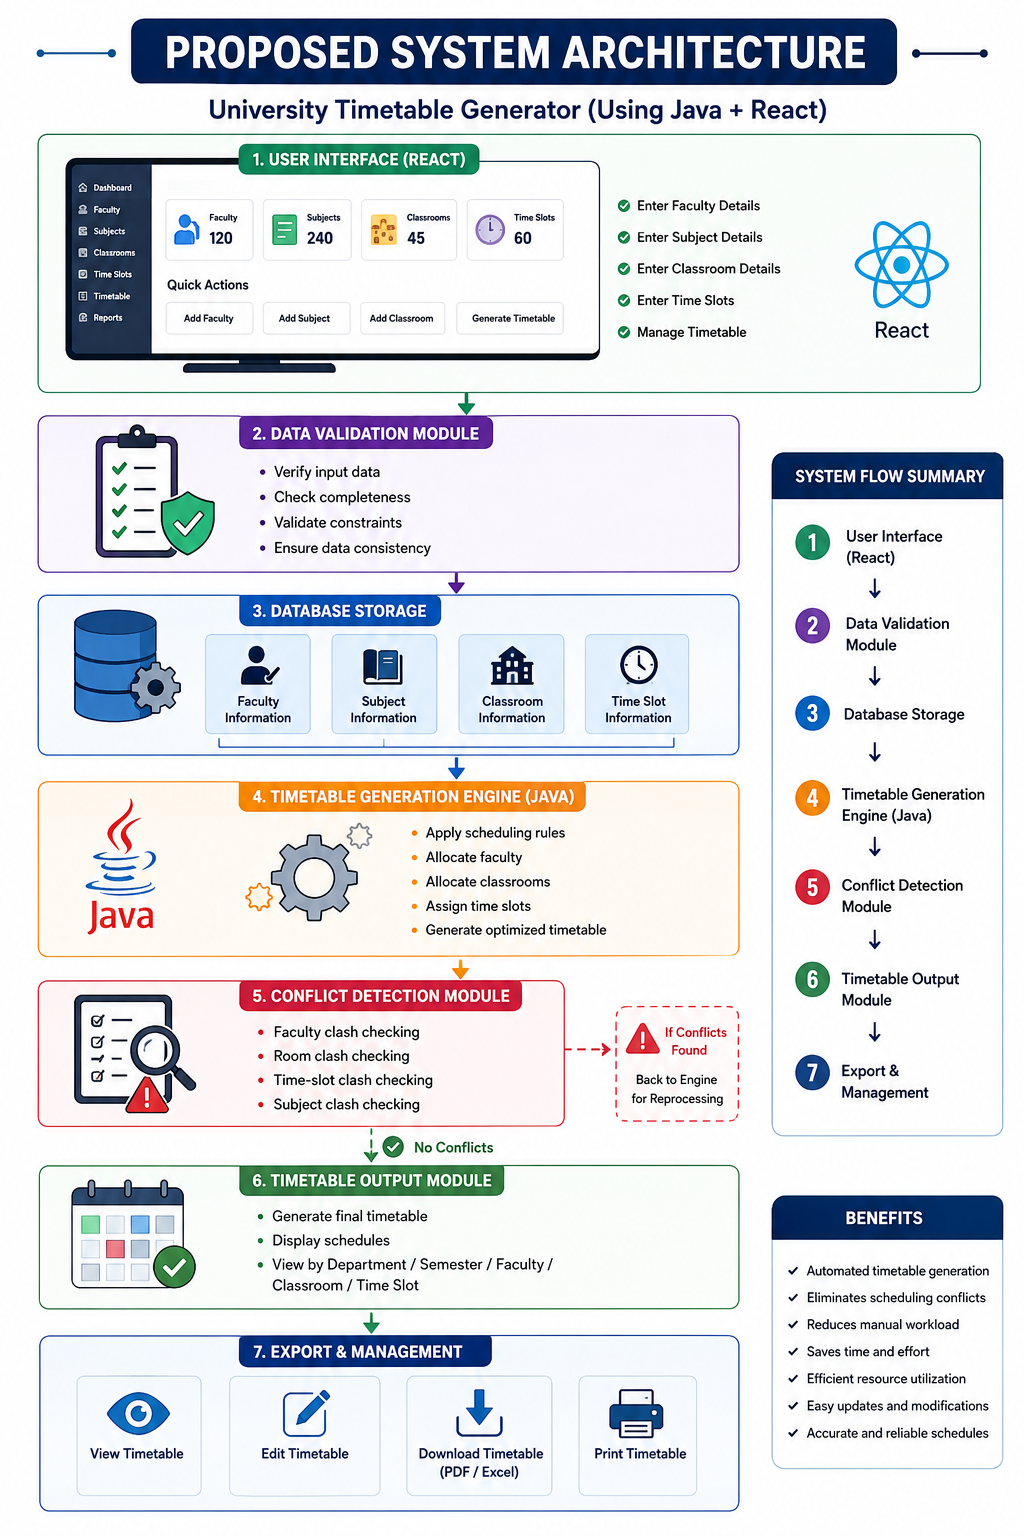 PROPOSED SYSTEM ARCHITECTURE
University Timetable Generator (Using Java + React)
1. USER INTERFACE (REACT)
Dashboard
Faculty
Subjects
Classrooms
Time Slots
Timetable
Reports
Faculty
120
Subjects
240
Classrooms
45
Time Slots
60
Quick Actions
Add Faculty
Add Subject
Add Classroom
Generate Timetable
Enter Faculty Details
Enter Subject Details
Enter Classroom Details
Enter Time Slots
Manage Timetable
React
2. DATA VALIDATION MODULE
• Verify input data
• Check completeness
• Validate constraints
• Ensure data consistency
3. DATABASE STORAGE
Faculty
Information
Subject
Information
Classroom
Information
Time Slot
Information
4. TIMETABLE GENERATION ENGINE (JAVA)
Java
• Apply scheduling rules
• Allocate faculty
• Allocate classrooms
• Assign time slots
• Generate optimized timetable
5. CONFLICT DETECTION MODULE
• Faculty clash checking
• Room clash checking
• Time-slot clash checking
• Subject clash checking
If Conflicts
Found
Back to Engine
for Reprocessing
No Conflicts
6. TIMETABLE OUTPUT MODULE
• Generate final timetable
• Display schedules
• View by Department / Semester / Faculty /
Classroom / Time Slot
7. EXPORT & MANAGEMENT
View Timetable
Edit Timetable
Download Timetable
(PDF / Excel)
Print Timetable
SYSTEM FLOW SUMMARY
1 User Interface
(React)
2 Data Validation
Module
3 Database Storage
4 Timetable Generation
Engine (Java)
5 Conflict Detection
Module
6 Timetable Output
Module
7 Export &
Management
BENEFITS
Automated timetable generation
Eliminates scheduling conflicts
Reduces manual workload
Saves time and effort
Efficient resource utilization
Easy updates and modifications
Accurate and reliable schedules